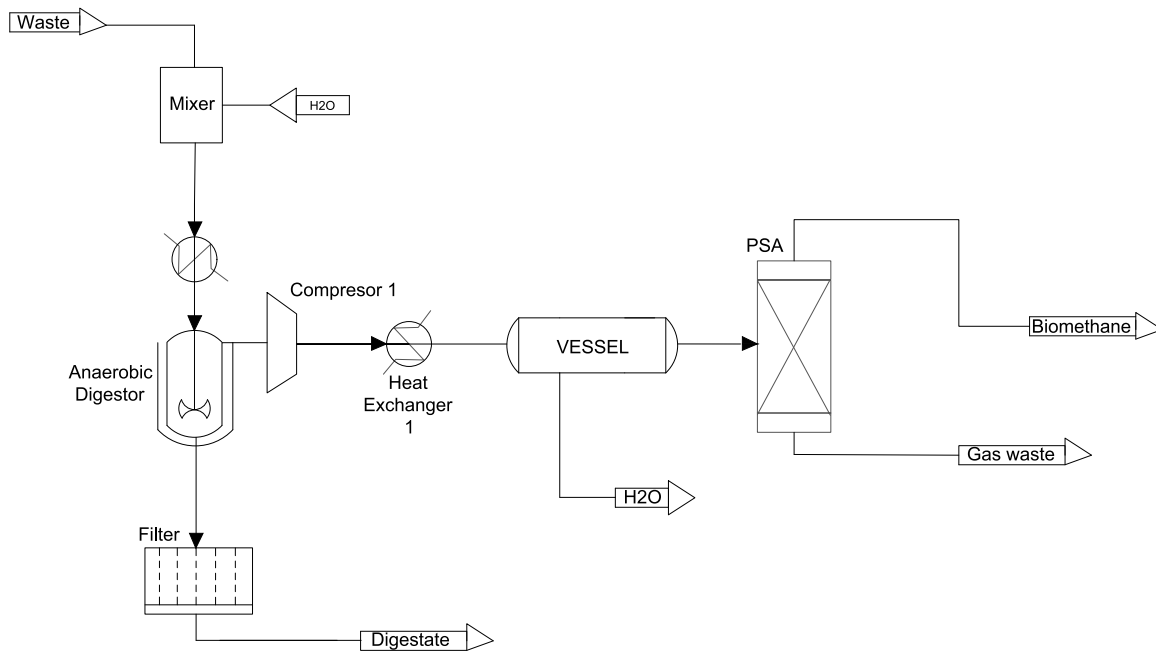 Waste
Mixer
H2O
PSA
Compresor 1
Biomethane
VESSEL
Anaerobic
Digestor
Heat
Exchanger
1
Gas waste
H2O
Filter
Digestate